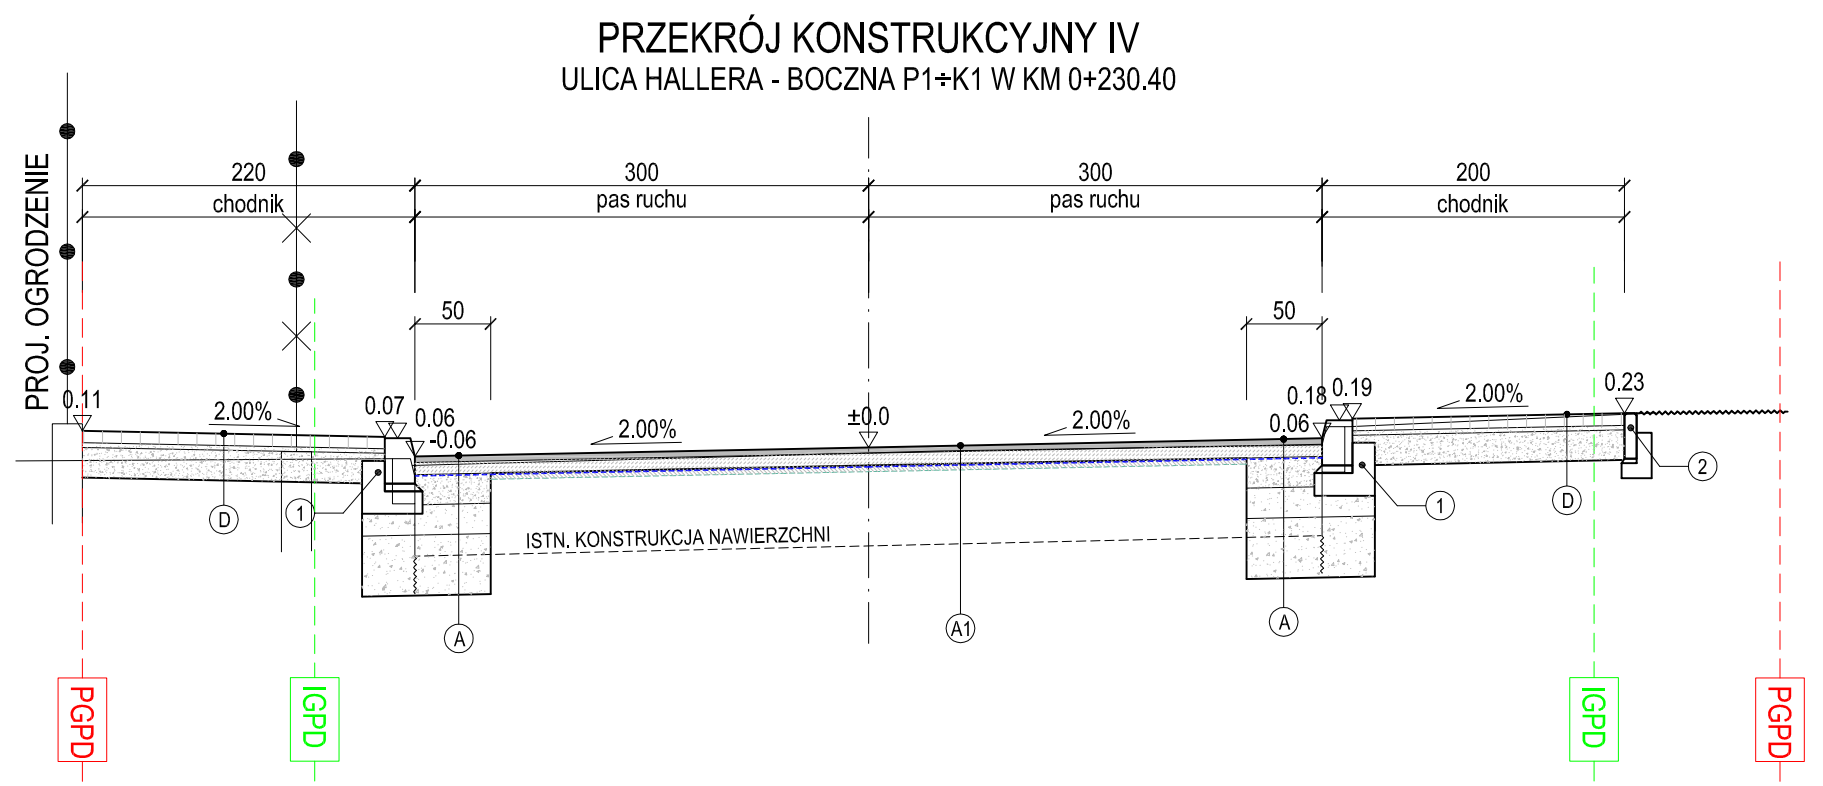 PRZEKRÓJ KONSTRUKCYJNY IV
ULICA HALLERA - BOCZNA P1÷K1 W KM 0+230.40
PROJ. OGRODZENIE
220
300
300
200
chodnik
pas ruchu
pas ruchu
chodnik
50
50
0.11
2.00%
0.07
0.06
-0.06
2.00%
±0.0
2.00%
0.06
0.18
0.19
2.00%
0.23
D
1
ISTN. KONSTRUKCJA NAWIERZCHNI
1
D
2
A
A1
A
PGPD
IGPD
IGPD
PGPD